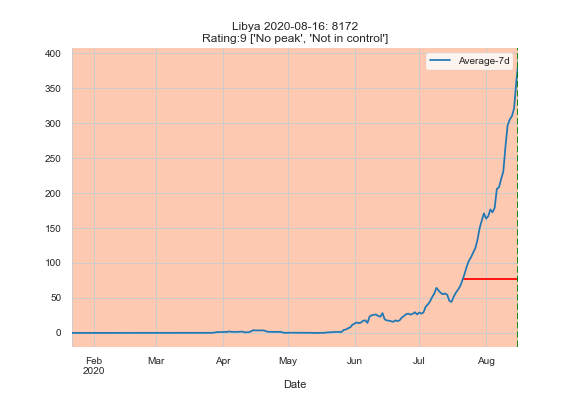 Libya 2020-08-16: 8172
Rating:9 ['No peak', 'Not in control']
Average-7d
400
350
300
250
200
150
100
50
0
Feb Mar Apr May Jun Jul Aug
2020
Date